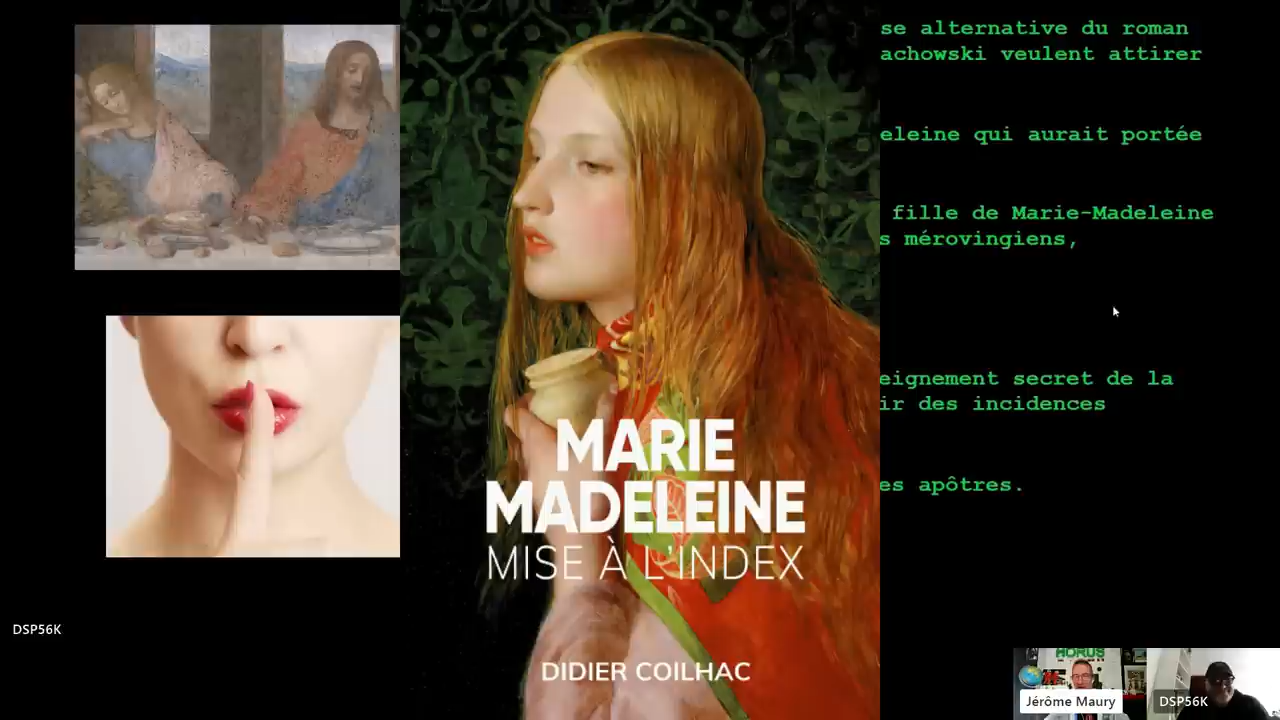 se alternative du roman
achowski veulent attirer
eleine qui aurait portée
fille de Marie-Madeleine
s mérovingiens,
eignement secret de la
ir des incidences
es apôtres.
MARIE
MADELEINE
MISE À L'INDEX
DIDIER COILHAC
DSP56K
HORUS
Jérôme Maury
DSP56K